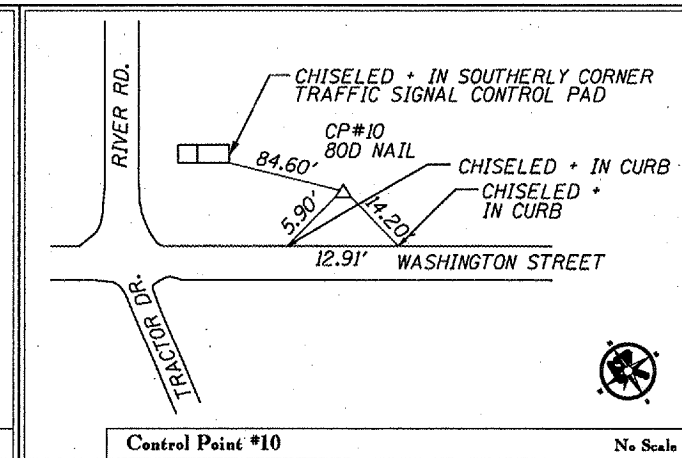 RIVER RD.
CHISELED + IN SOUTHERLY CORNER
TRAFFIC SIGNAL CONTROL PAD
CP#10
80D NAIL
84.60'
CHISELED + IN CURB
CHISELED +
IN CURB
5.90'
14.20'
12.91'
WASHINGTON STREET
TRACTOR DR.
Control Point #10
No Scale